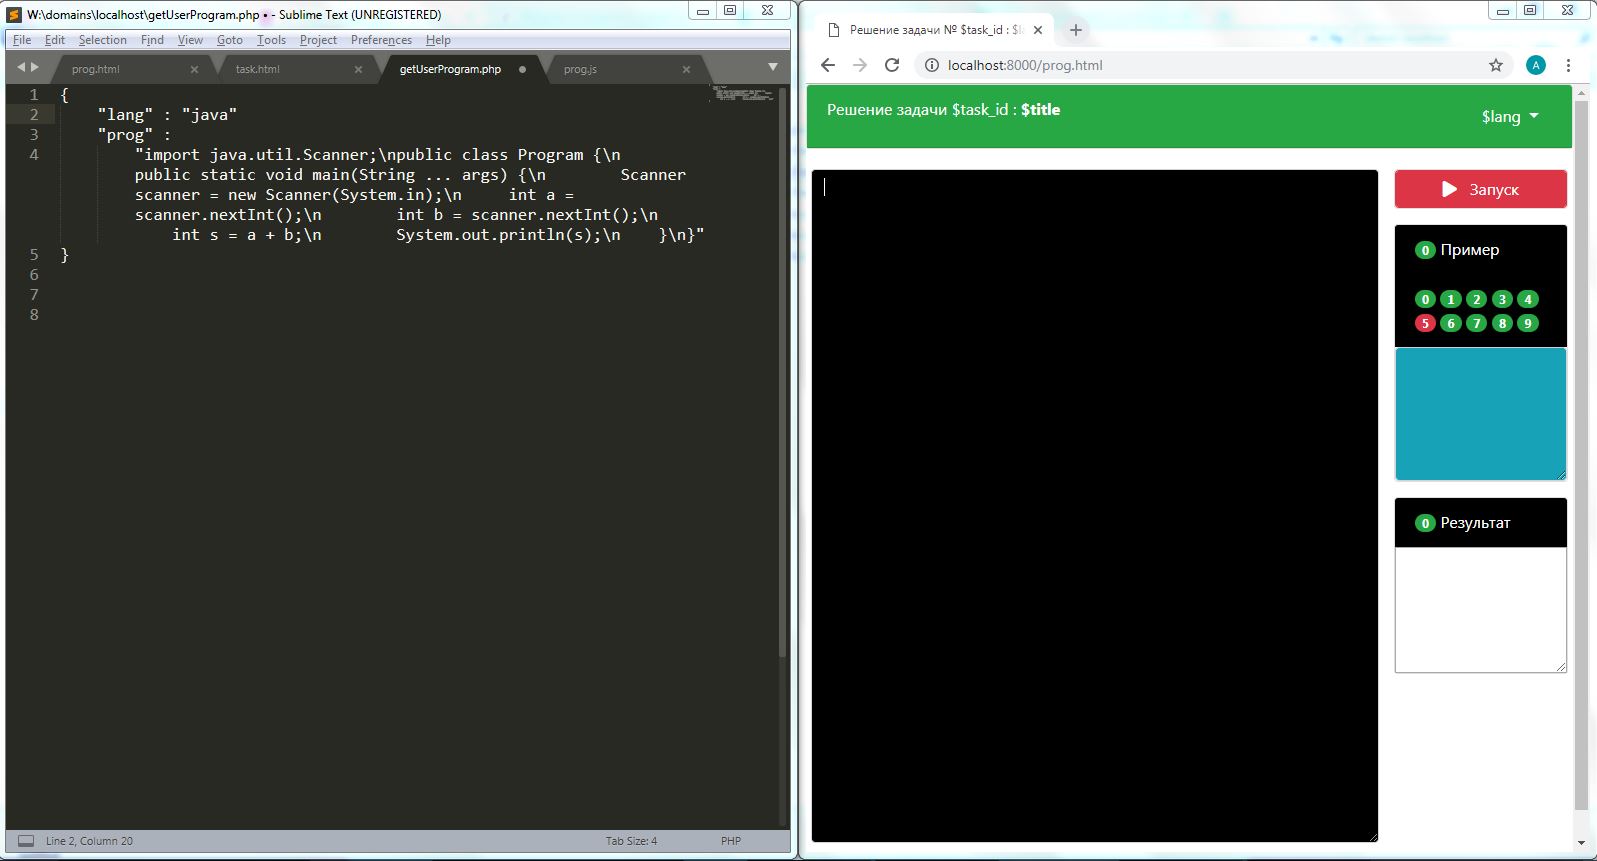 W:\domains\localhost\getUserProgram.php • - Sublime Text (UNREGISTERED)
File Edit Selection Find View Goto Tools Project Preferences Help
prog.html task.html getUserProgram.php prog.js
1 {
2 "lang" : "java"
3 "prog" :
4 "import java.util.Scanner;\npublic class Program {\n
public static void main(String ... args) {\n        Scanner
scanner = new Scanner(System.in);\n     int a =
scanner.nextInt();\n        int b = scanner.nextInt();\n
int s = a + b;\n        System.out.println(s);\n    }\n}"
5 }
6
7
8
Line 2, Column 20 Tab Size: 4 PHP
Решение задачи № $task_id :
localhost:8000/prog.html A
Решение задачи $task_id : $title $lang
Запуск
0 Пример
0 1 2 3 4
5 6 7 8 9
0 Результат